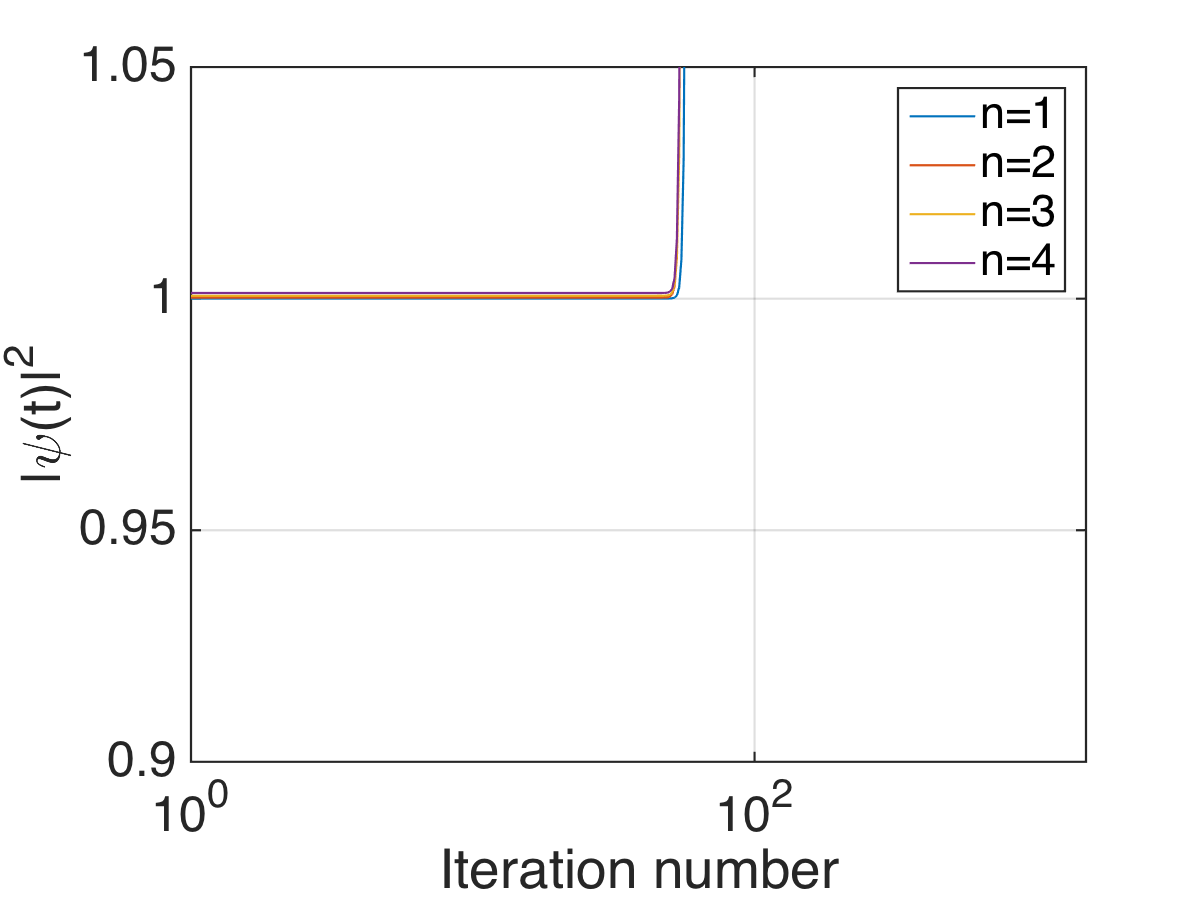 1.05
1
0.95
0.9
|ψ(t)|²
10⁰
10²
Iteration number
n=1
n=2
n=3
n=4